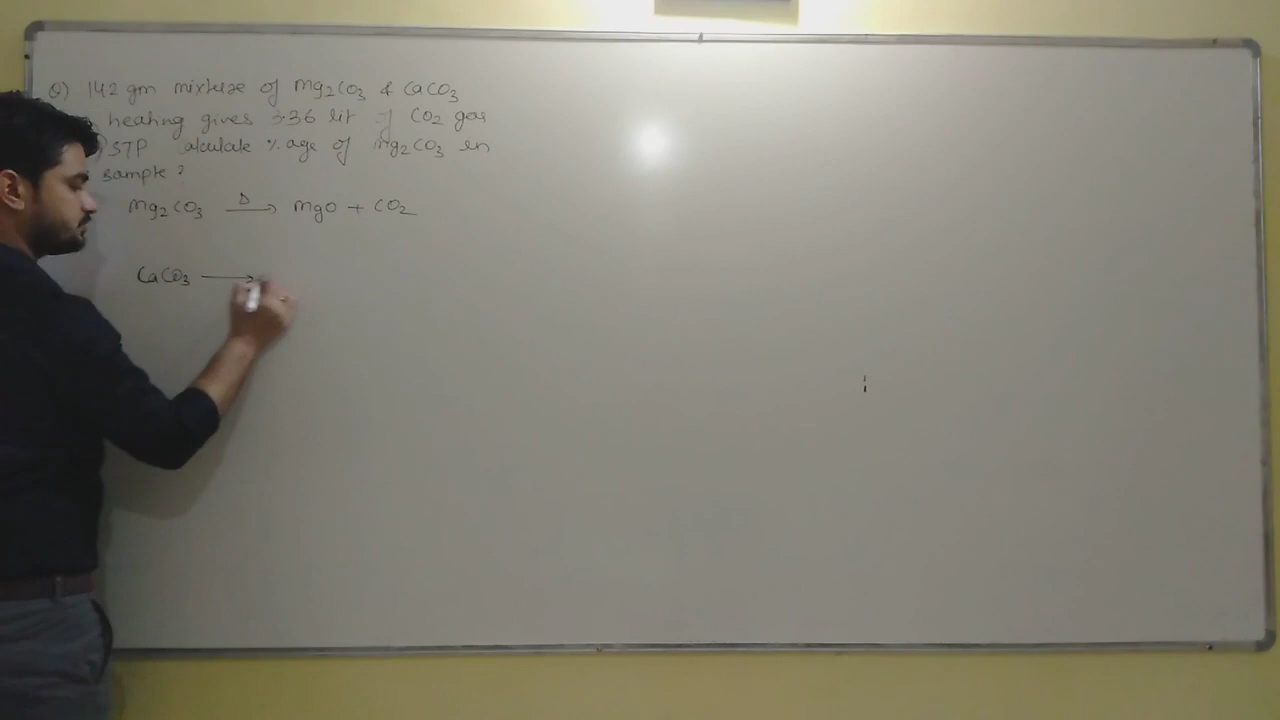 Q) 142 gm mixture of Mg2CO3 & CaCO3
heating gives 3.36 lit of CO2 gas
STP calculate % age of Mg2CO3 in
sample ?
Mg2CO3 Δ → MgO + CO2
CaCO3 →